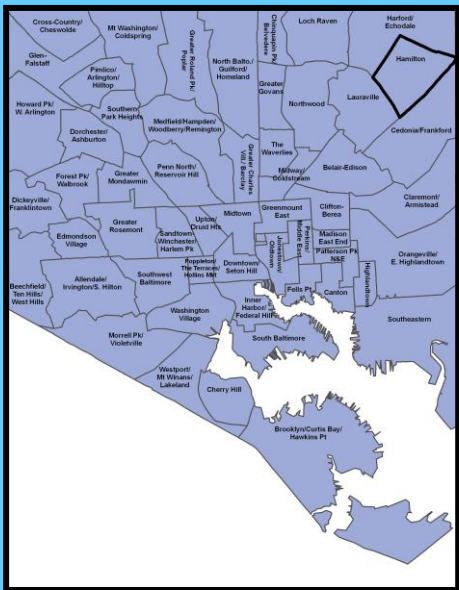 Cross-Country/
Cheswolde
Mt Washington/
Coldspring
Greater Roland Pk/
Poplar
Chinquapin Pk/
Belvedere
Loch Raven
Harford/
Echodale
Glen-
Falstaff
Pimlico/
Arlington/
Hilltop
North Balto./
Guilford/
Homeland
Hamilton
Greater
Govans
Howard Pk/
W. Arlington
Southern
Park Heights
Northwood
Lauraville
Medfield/Hampden/
Woodberry/Remington
Dorchester/
Ashburton
Cedonia/Frankford
The
Waverlies
Greater Charles
Vill./ Barclay
Forest Pk/
Walbrook
Greater
Mondawmin
Penn North/
Reservoir Hill
Midway/
Coldstream
Belair-Edison
Dickeyville/
Franklintown
Claremont/
Armistead
Greater
Rosemont
Upton/
Druid Hts
Midtown
Greenmount
East
Clifton-
Berea
Edmondson
Village
Sandtown-
Winchester/
Harlem Pk
Jonestown/
Oldtown
Perkins/
Middle East
Madison
East End
Patterson Pk
N&E
Orangeville/
E. Highlandtown
Beechfield/
Ten Hills/
West Hills
Allendale/
Irvington/S. Hilton
Southwest
Baltimore
Poppleton/
The Terraces/
Hollins Mkt
Downtown/
Seton Hill
Highlandtown
Fells Pt
Canton
Washington
Village
Inner
Harbor/
Federal Hill
Southeastern
Morrell Pk/
Violetville
South Baltimore
Westport/
Mt Winans/
Lakeland
Cherry Hill
Brooklyn/Curtis Bay/
Hawkins Pt